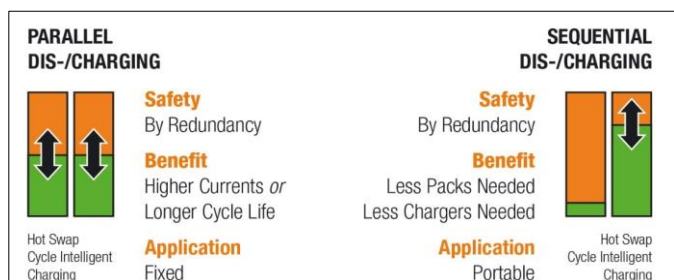 PARALLEL
DIS-/CHARGING
Safety
By Redundancy
Benefit
Higher Currents or
Longer Cycle Life
Application
Fixed
Hot Swap
Cycle Intelligent
Charging
SEQUENTIAL
DIS-/CHARGING
Safety
By Redundancy
Benefit
Less Packs Needed
Less Chargers Needed
Application
Portable
Hot Swap
Cycle Intelligent
Charging